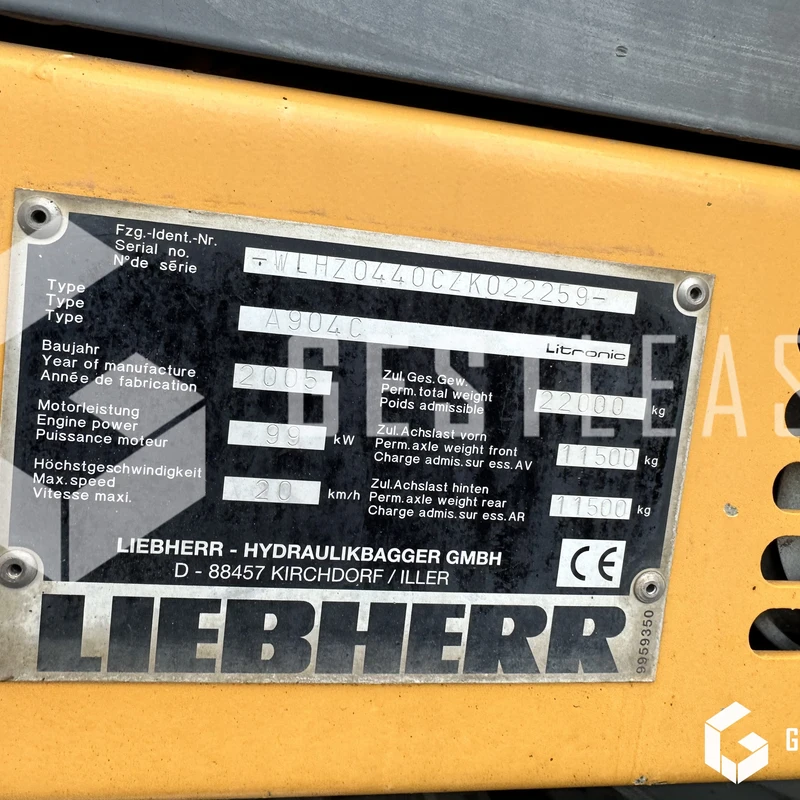 Fzg.-Ident.-Nr.
Serial no.
N°de série
-WLHZ0440CZK022259-
Type
Type
Type
A904C
Litronic
Baujahr
Year of manufacture
Année de fabrication
2005
Zul.Ges.Gew.
Perm.total weight
Poids admissible
22000 kg
Motorleistung
Engine power
Puissance moteur
99 kW
Zul.Achslast vorn
Perm.axle weight front
Charge admis.sur ess.AV
11500 kg
Höchstgeschwindigkeit
Max.speed
Vitesse maxi.
20 km/h
Zul.Achslast hinten
Perm.axle weight rear
Charge admis.sur ess.AR
11500 kg
LIEBHERR - HYDRAULIKBAGGER GMBH
D - 88457 KIRCHDORF / ILLER
CE
LIEBHERR
9959350
GESTLEAS
G